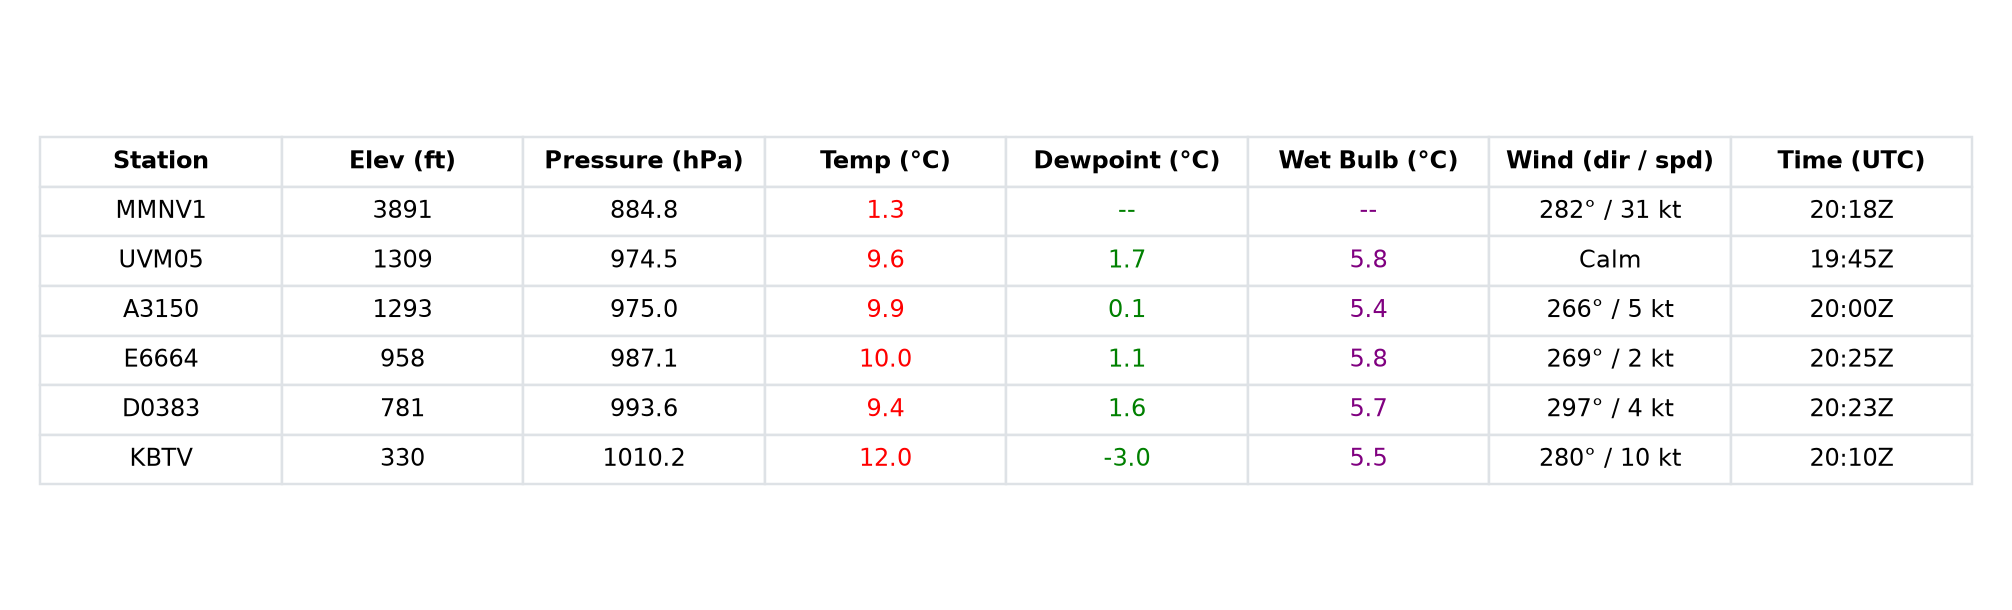 Station Elev (ft) Pressure (hPa) Temp (°C) Dewpoint (°C) Wet Bulb (°C) Wind (dir / spd) Time (UTC)
MMNV1 3891 884.8 1.3 -- -- 282° / 31 kt 20:18Z
UVM05 1309 974.5 9.6 1.7 5.8 Calm 19:45Z
A3150 1293 975.0 9.9 0.1 5.4 266° / 5 kt 20:00Z
E6664 958 987.1 10.0 1.1 5.8 269° / 2 kt 20:25Z
D0383 781 993.6 9.4 1.6 5.7 297° / 4 kt 20:23Z
KBTV 330 1010.2 12.0 -3.0 5.5 280° / 10 kt 20:10Z